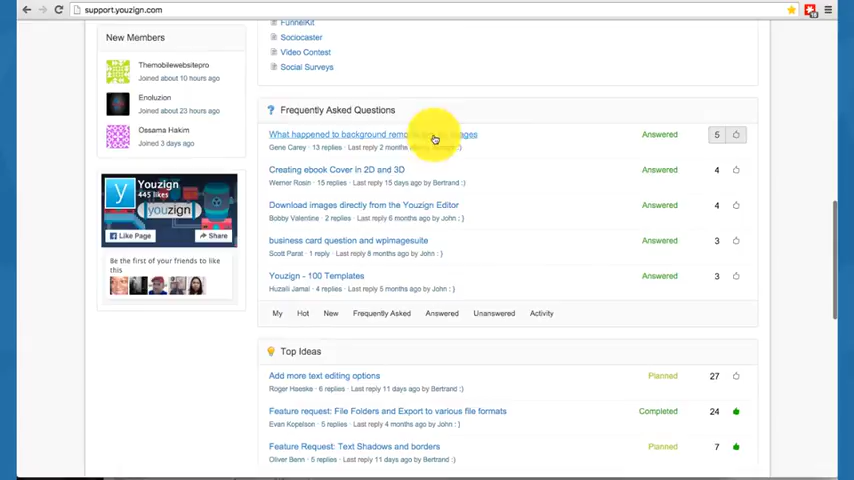 support.youzign.com
18
New Members
Themobilewebsitepro
Joined about 10 hours ago
Enoluzion
Joined about 23 hours ago
Ossama Hakim
Joined 3 days ago
Youzign
445 likes
youzign
Like Page
Share
Be the first of your friends to like
this
FunnelKit
Sociocaster
Video Contest
Social Surveys
Frequently Asked Questions
What happened to background images
Answered
5
Gene Carey · 13 replies · Last reply 2 months
Creating ebook Cover in 2D and 3D
Answered
4
Werner Rosin · 15 replies · Last reply 15 days ago by Bertrand :)
Download images directly from the Youzign Editor
Answered
4
Bobby Valentine · 2 replies · Last reply 6 months ago by John : }
business card question and wpimagesuite
Answered
3
Scott Parat · 1 reply · Last reply 8 months ago by John : }
Youzign - 100 Templates
Answered
3
Huzaili Jamal · 4 replies · Last reply 5 months ago by John : }
My Hot New Frequently Asked Answered Unanswered Activity
Top Ideas
Add more text editing options
Planned
27
Roger Haeske · 6 replies · Last reply 11 days ago by Bertrand :)
Feature request: File Folders and Export to various file formats
Completed
24
Evan Kopelson · 5 replies · Last reply 4 months ago by John : }
Feature Request: Text Shadows and borders
Planned
7
Oliver Benn · 5 replies · Last reply 11 days ago by Bertrand :)